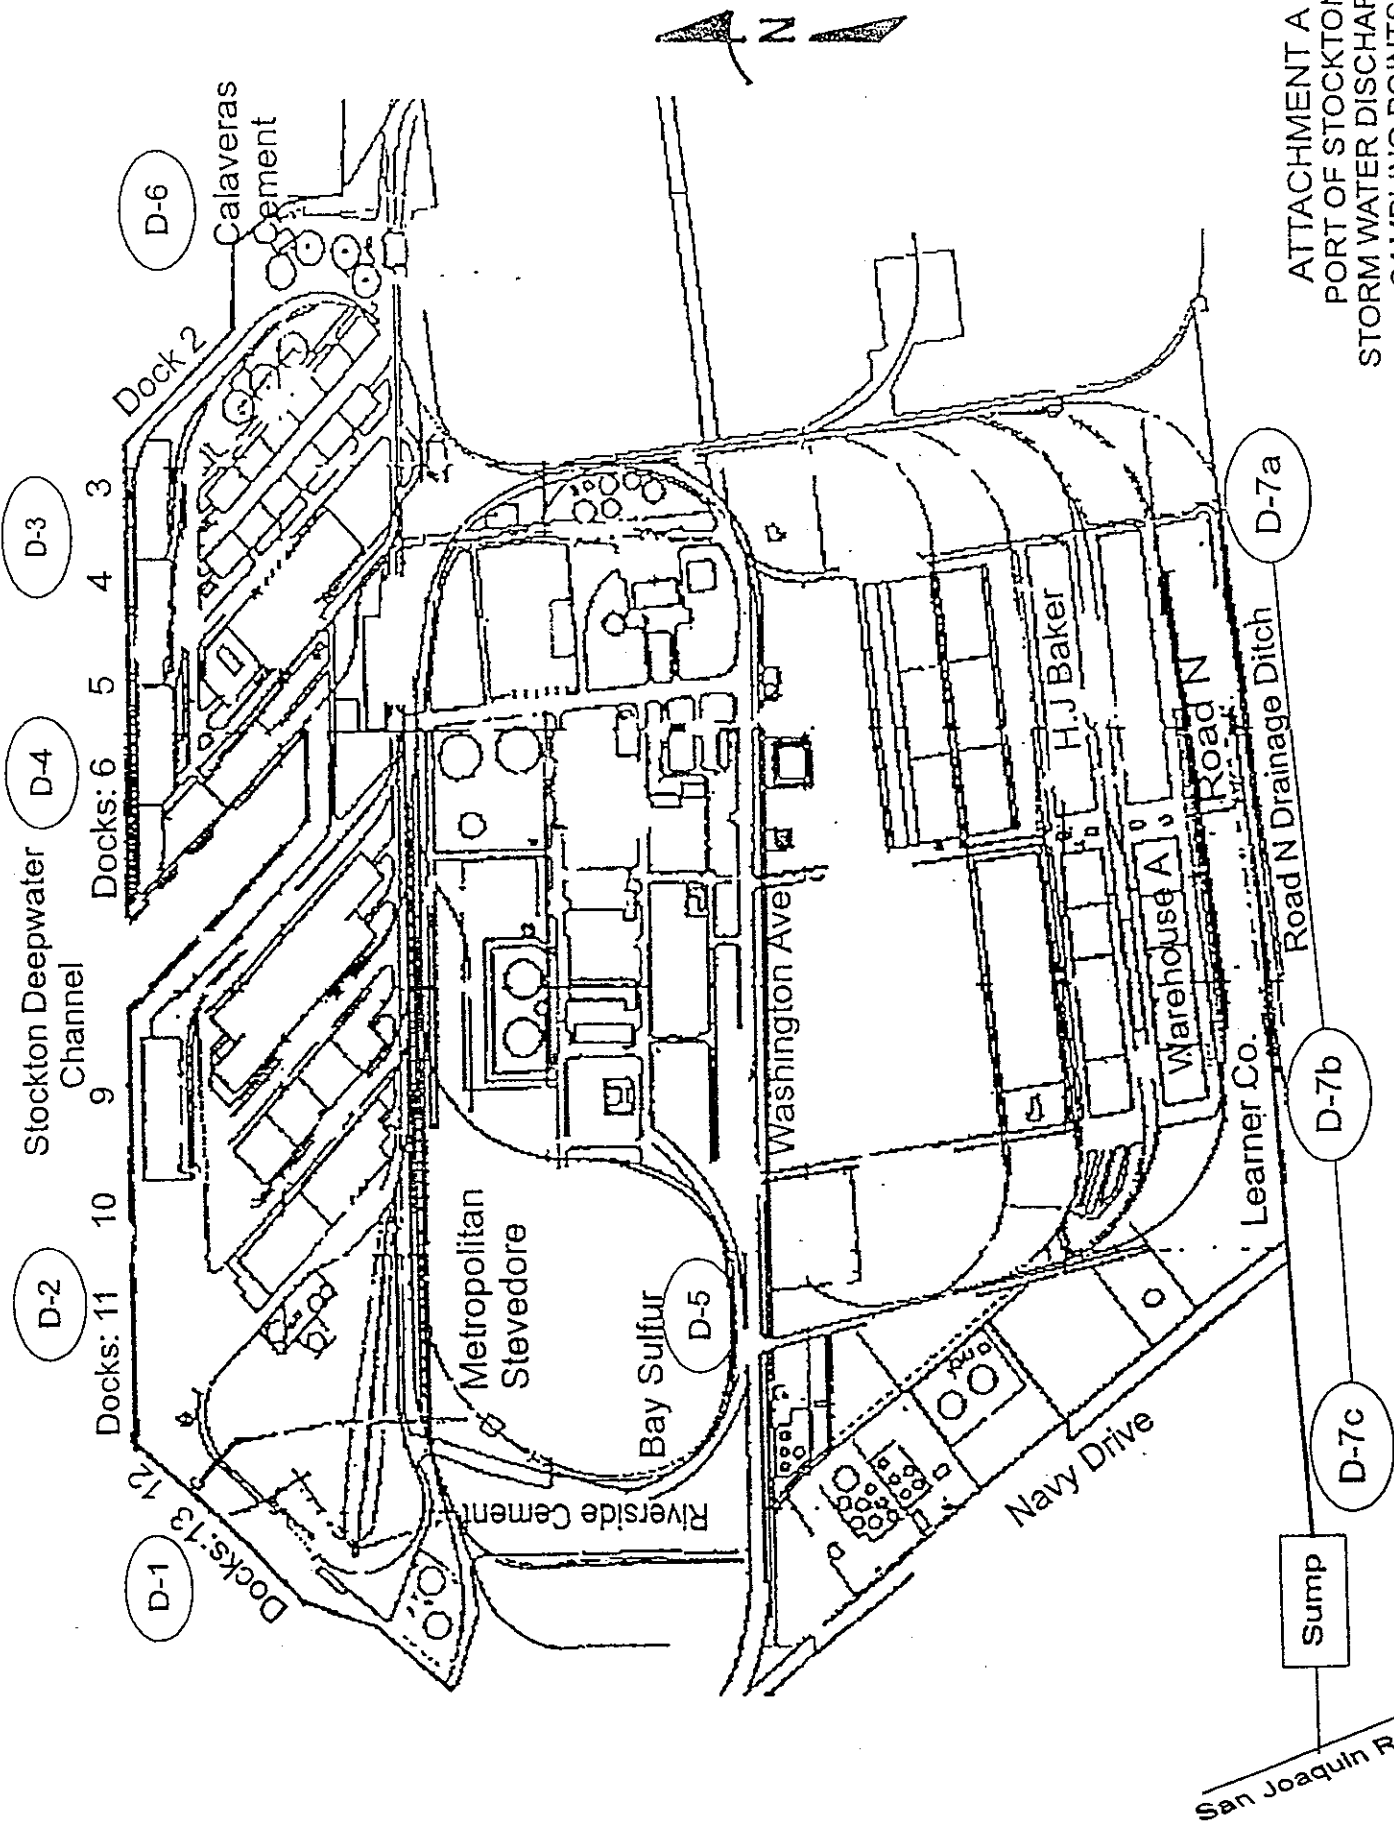 D-6
Calaveras
Cement
Dock 2
D-3
3
4
5
D-4
Docks: 6
Stockton Deepwater
Channel
9
10
D-2
Docks: 11
12
Docks: 13
D-1
N
Metropolitan
Stevedore
Bay Sulfur
D-5
Riverside Cement
Washington Ave
H.J Baker
Warehouse A
Road N
Road N Drainage Ditch
Learner Co.
Navy Drive
D-7a
D-7b
D-7c
Sump
San Joaquin R
ATTACHMENT A
PORT OF STOCKTON
STORM WATER DISCHAR